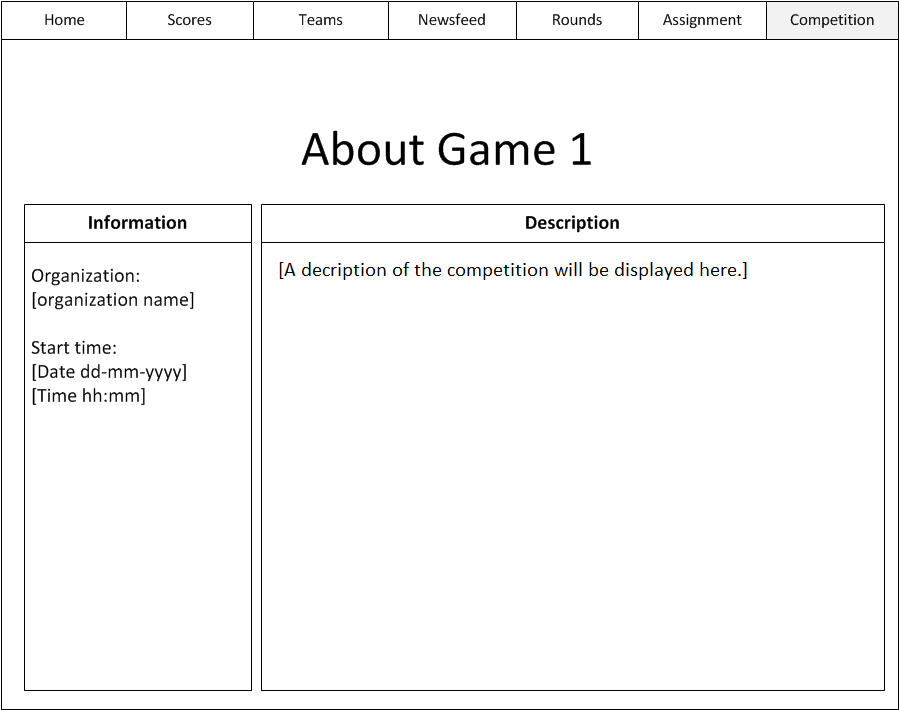 Home Scores Teams Newsfeed Rounds Assignment Competition
About Game 1
Information
Organization:
[organization name]
Start time:
[Date dd-mm-yyyy]
[Time hh:mm]
Description
[A decription of the competition will be displayed here.]